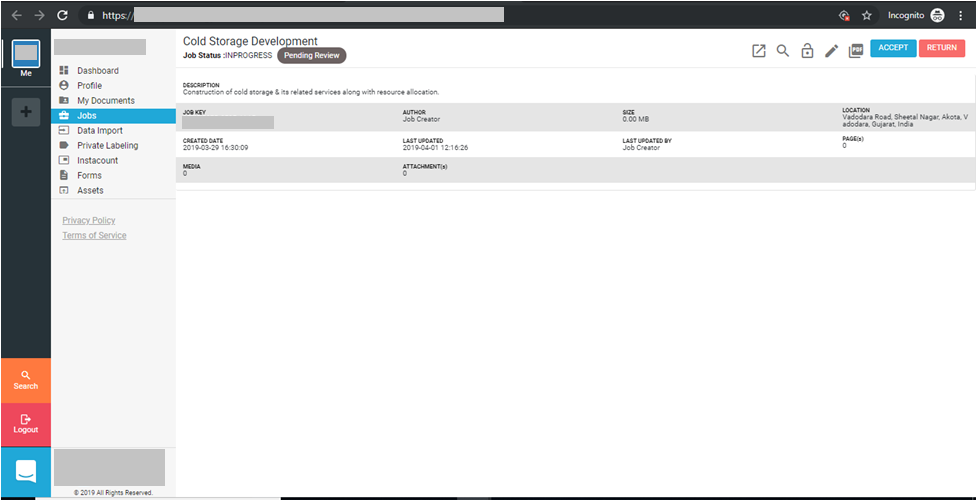 https://
Incognito
Me
Dashboard
Profile
My Documents
Jobs
Data Import
Private Labeling
Instacount
Forms
Assets
Privacy Policy
Terms of Service
Search
Logout
© 2019 All Rights Reserved.
Cold Storage Development
Job Status :INPROGRESS Pending Review
PDF
ACCEPT
RETURN
DESCRIPTION
Construction of cold storage & its related services along with resource allocation.
JOB KEY
AUTHOR
Job Creator
SIZE
0.00 MB
LOCATION
Vadodara Road, Sheetal Nagar, Akota, V
adodara, Gujarat, India
CREATED DATE
2019-03-29 16:30:09
LAST UPDATED
2019-04-01 12:16:26
LAST UPDATED BY
Job Creator
PAGE(s)
0
MEDIA
0
ATTACHMENT(s)
0